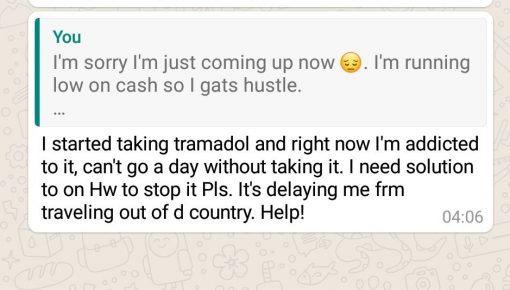 You
I'm sorry I'm just coming up now 😔. I'm running
low on cash so I gats hustle.
...
I started taking tramadol and right now I'm addicted
to it, can't go a day without taking it. I need solution
to on Hw to stop it Pls. It's delaying me frm
traveling out of d country. Help!
04:06